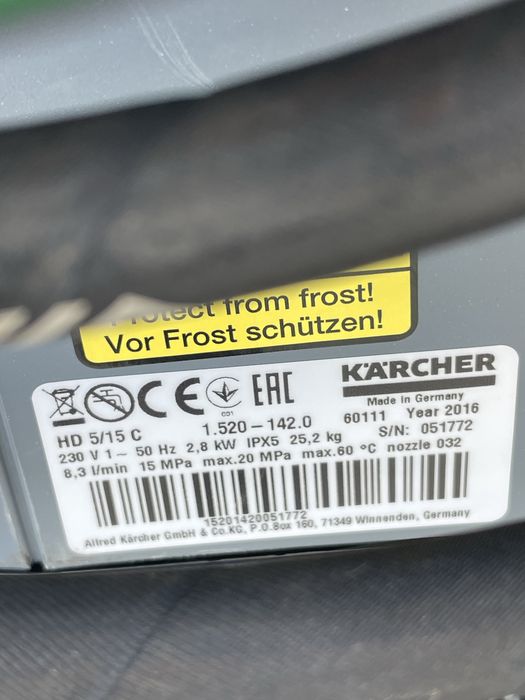 Protect from frost!
Vor Frost schützen!
KÄRCHER
CE
EAC
Made in Germany
HD 5/15 C 1.520-142.0 60111 Year 2016
230 V 1~ 50 Hz 2,8 kW IPX5 25,2 kg S/N: 051772
8,3 l/min 15 MPa max.20 MPa max.60 °C nozzle 032
15201420051772
Alfred Kärcher GmbH & Co.KG, P.O.Box 160, 71349 Winnenden, Germany